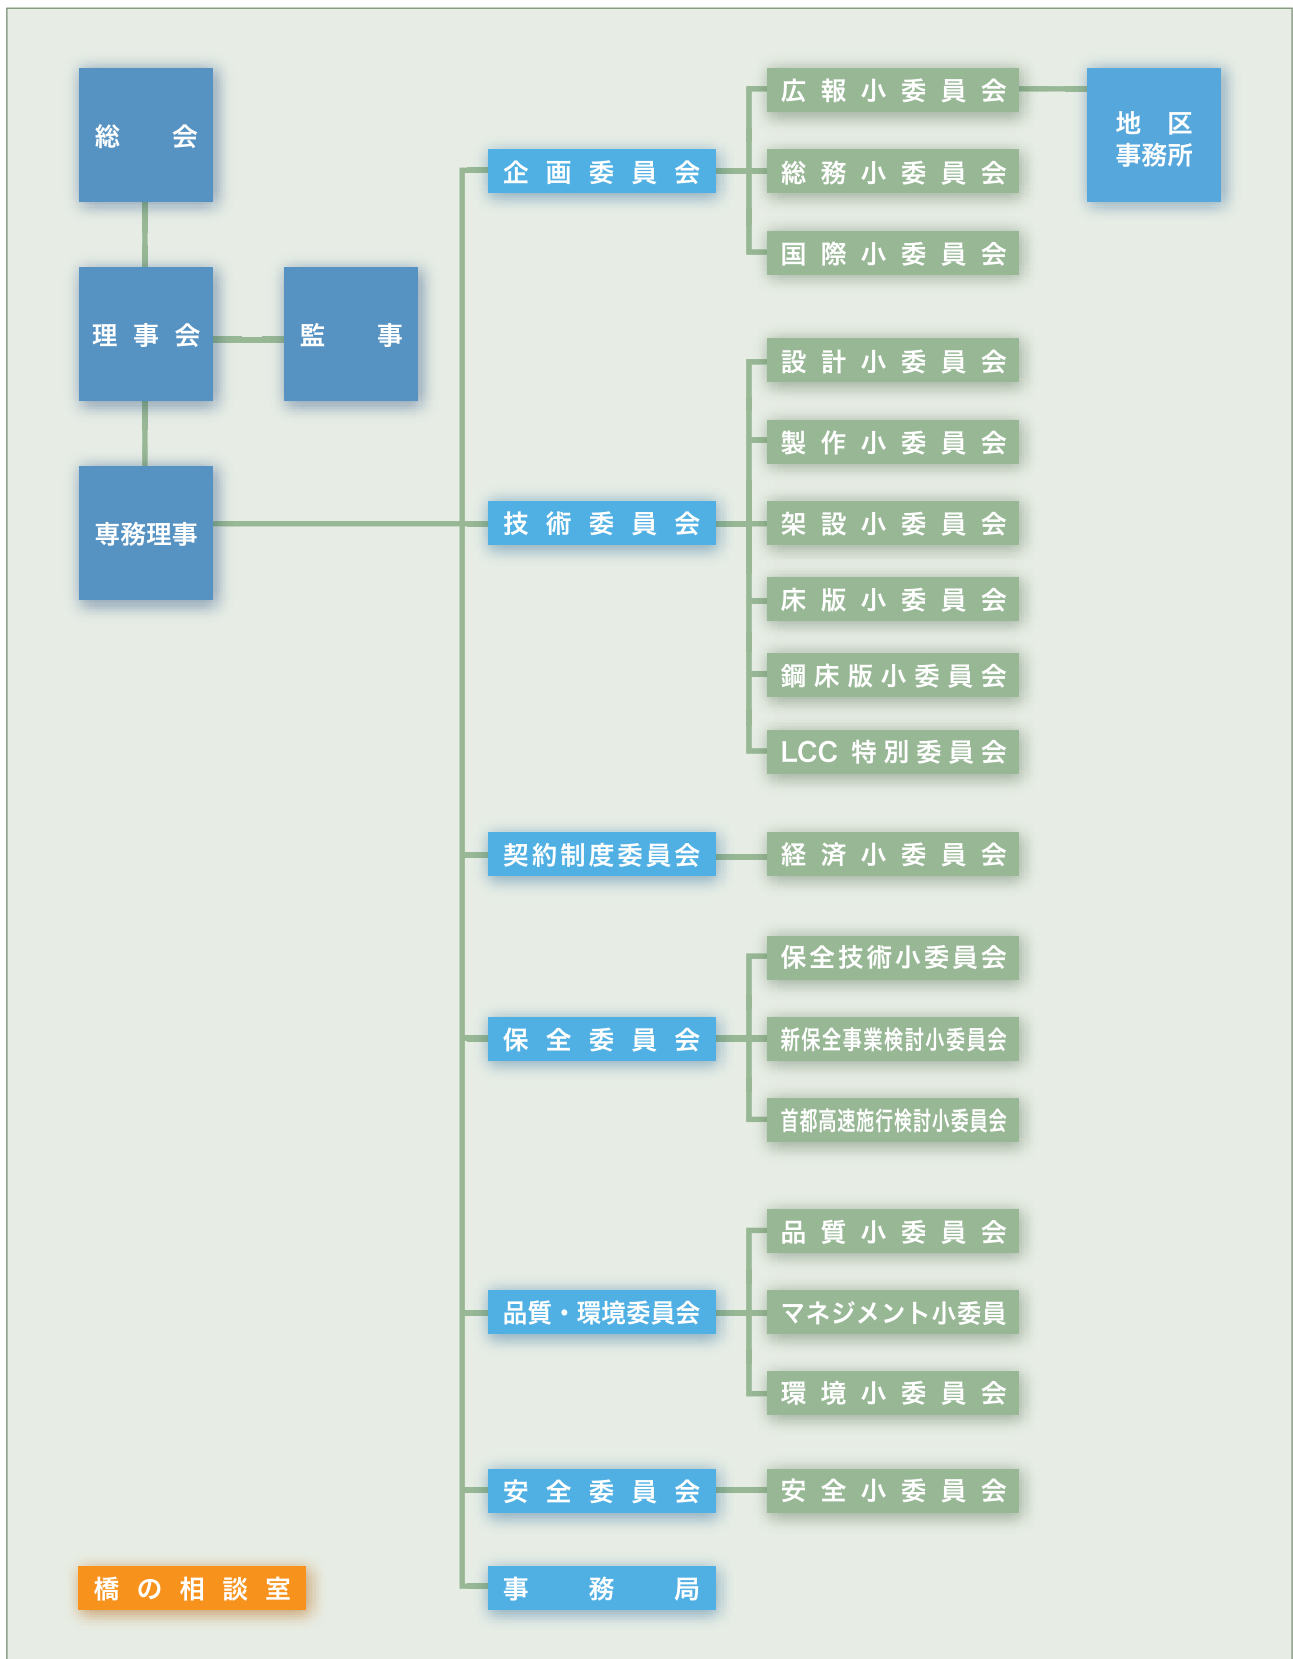 総会
理事会
監事
専務理事
企画委員会
広報小委員会
地区
事務所
総務小委員会
国際小委員会
技術委員会
設計小委員会
製作小委員会
架設小委員会
床版小委員会
鋼床版小委員会
LCC 特別委員会
契約制度委員会
経済小委員会
保全委員会
保全技術小委員会
新保全事業検討小委員会
首都高速施行検討小委員会
品質・環境委員会
品質小委員会
マネジメント小委員
環境小委員会
安全委員会
安全小委員会
事務局
橋の相談室